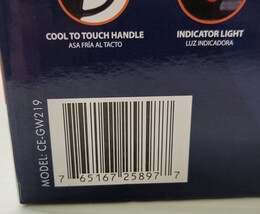 COOL TO TOUCH HANDLE
ASA FRÍA AL TACTO
INDICATOR LIGHT
LUZ INDICADORA
MODEL: CE-GW219
7 65167 25897 7